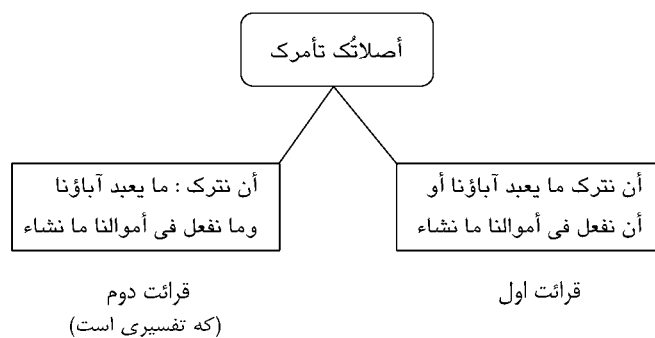 أصلاتُک تأمرک
أن نترک ما یعبد آباؤنا أو
أن نفعل فی أموالنا ما نشاء
قرائت اول
أن نترک : ما یعبد آباؤنا
وما نفعل فی أموالنا ما نشاء
قرائت دوم
(که تفسیری است)